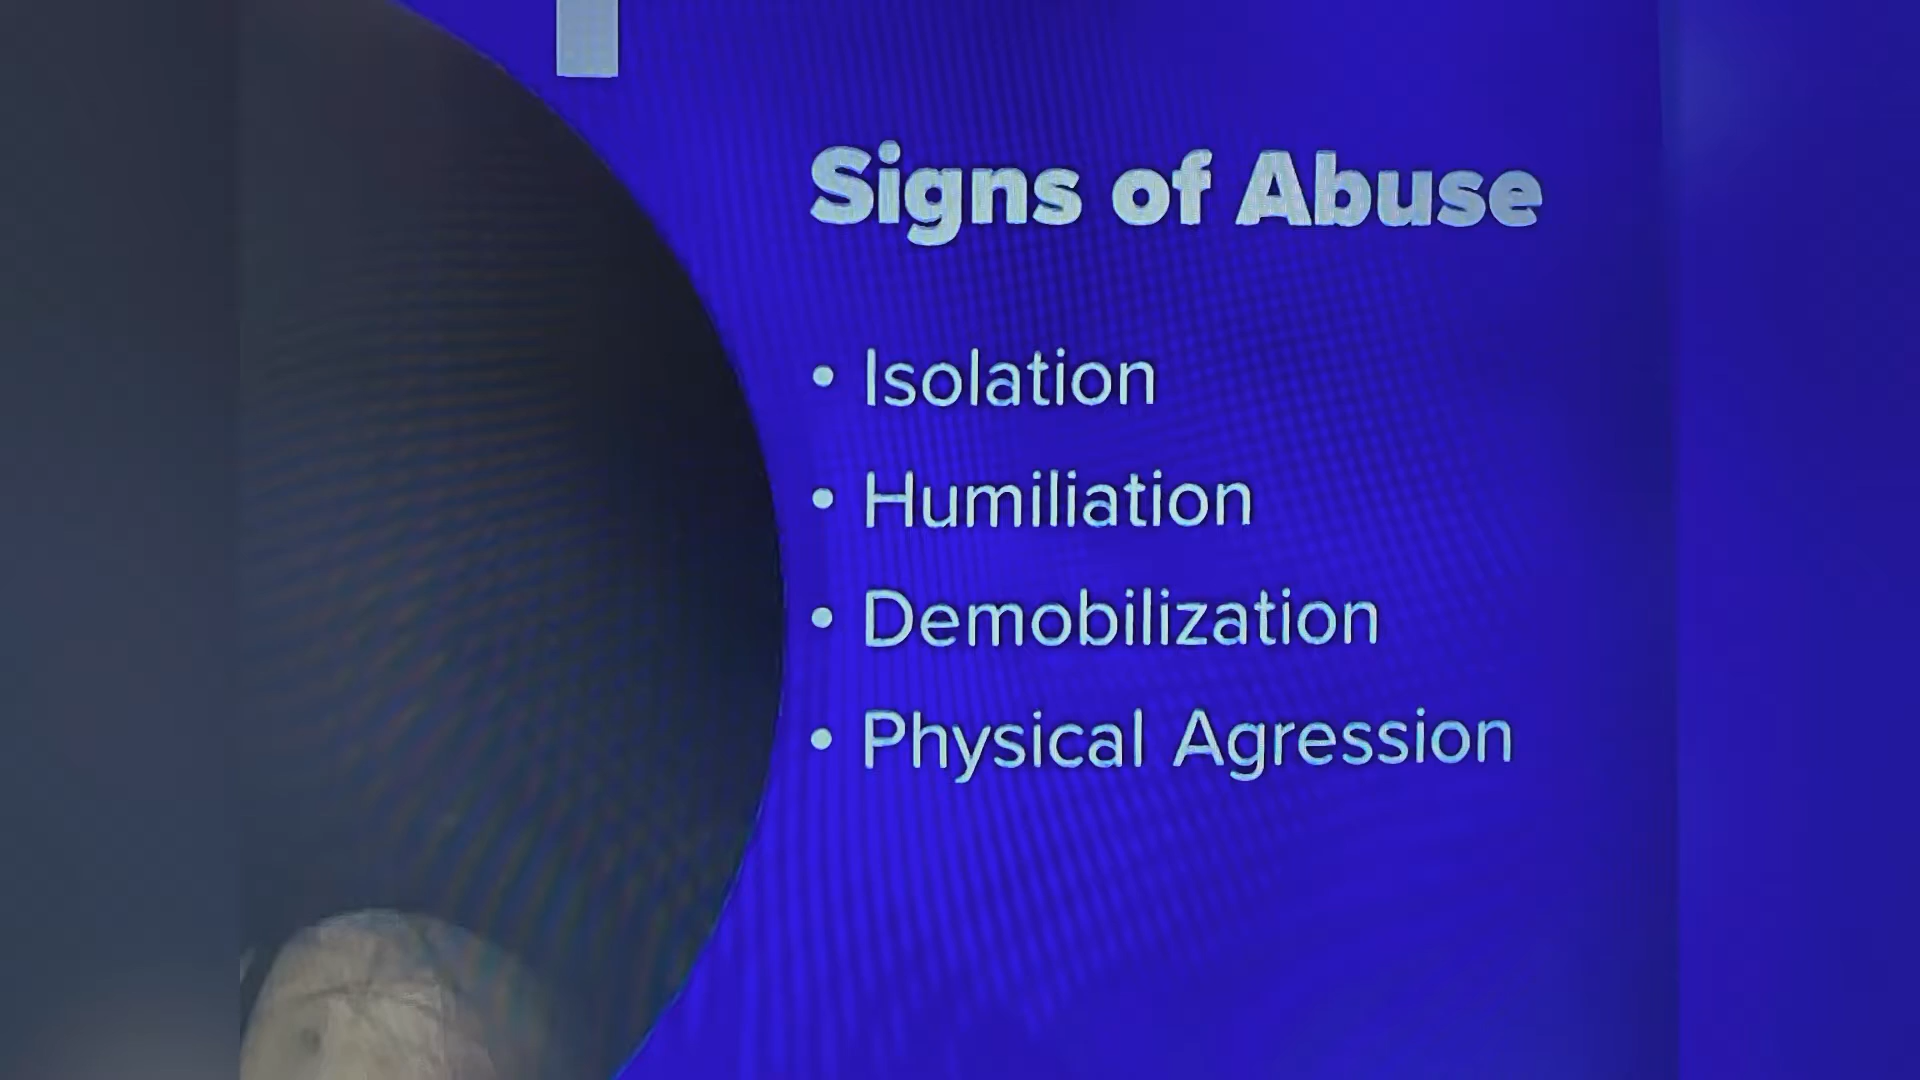 Signs of Abuse
• Isolation
• Humiliation
• Demobilization
• Physical Agression